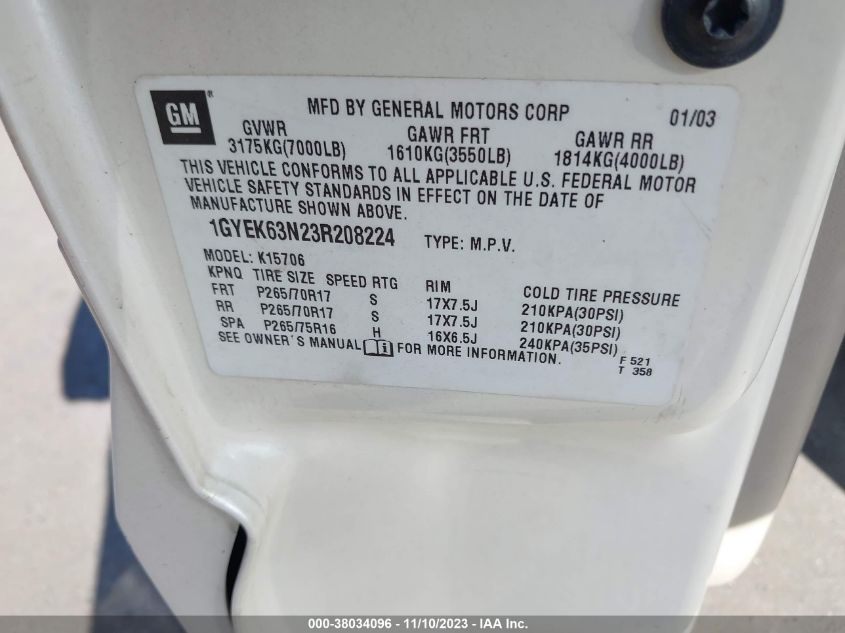 GM®
MFD BY GENERAL MOTORS CORP 01/03
GVWR GAWR FRT GAWR RR
3175KG(7000LB) 1610KG(3550LB) 1814KG(4000LB)
THIS VEHICLE CONFORMS TO ALL APPLICABLE U.S. FEDERAL MOTOR
VEHICLE SAFETY STANDARDS IN EFFECT ON THE DATE OF
MANUFACTURE SHOWN ABOVE.
1GYEK63N23R208224 TYPE: M.P.V.
MODEL: K15706
KPNQ TIRE SIZE SPEED RTG RIM COLD TIRE PRESSURE
FRT P265/70R17 S 17X7.5J 210KPA(30PSI)
RR P265/70R17 S 17X7.5J 210KPA(30PSI)
SPA P265/75R16 H 16X6.5J 240KPA(35PSI)
SEE OWNER'S MANUAL i FOR MORE INFORMATION.
F 521
T 358
000-38034096 - 11/10/2023 - IAA Inc.